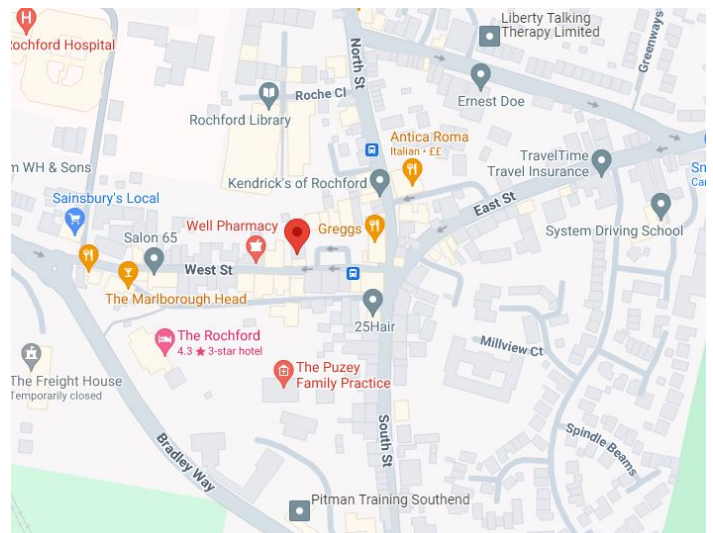 Liberty Talking
Therapy Limited
Greenways
H
Rochford Hospital
North St
Ernest Doe
Roche Cl
Rochford Library
Antica Roma
Italian • ££
TravelTime
Travel Insurance
m WH & Sons
Kendrick's of Rochford
Sn
Ca
East St
Sainsbury's Local
Well Pharmacy
Greggs
System Driving School
Salon 65
West St
The Marlborough Head
25Hair
The Rochford
4.3 ★ 3-star hotel
Millview Ct
The Puzey
Family Practice
The Freight House
Temporarily closed
South St
Bradley Way
Spindle Beams
Pitman Training Southend